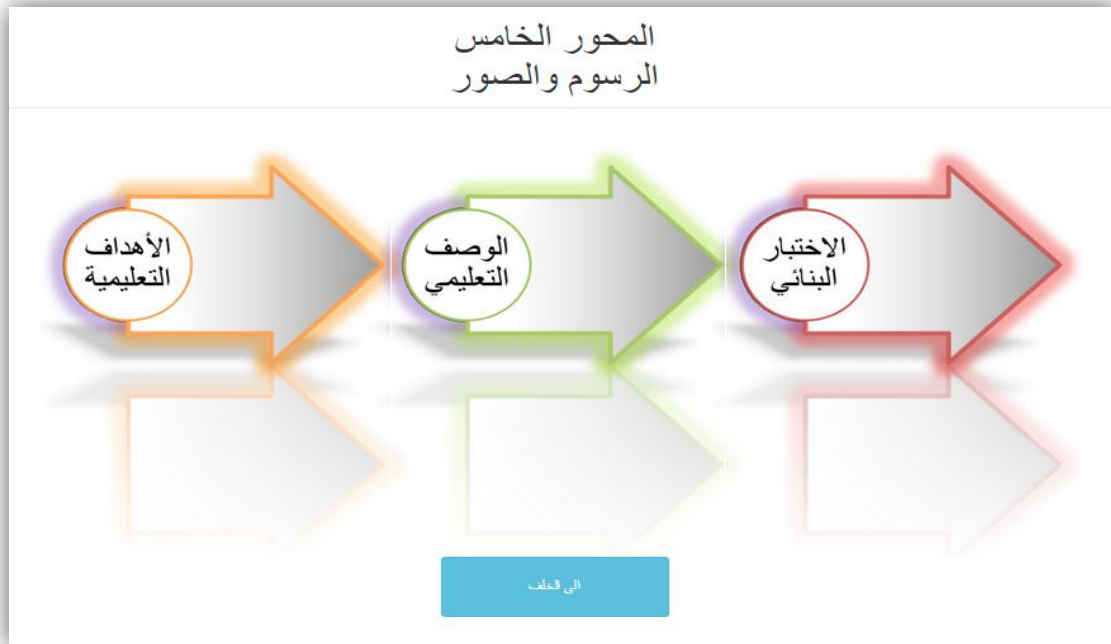 المحور الخامس
الرسوم والصور
الأهداف
التعليمية
الوصف
التعليمي
الاختبار
البنائي
الى الخلف